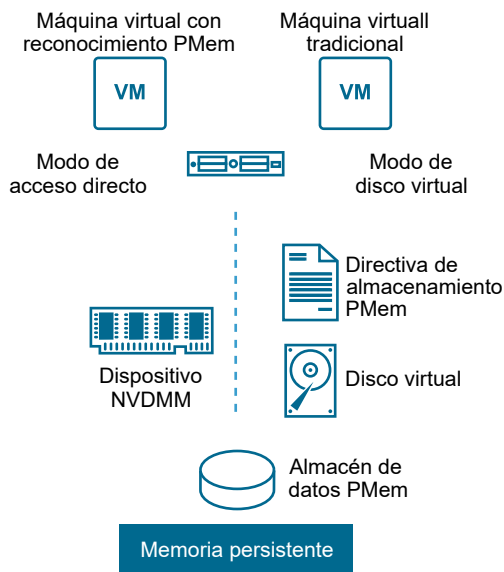 Máquina virtual con
reconocimiento PMem
Máquina virtuall
tradicional
VM
VM
Modo de
acceso directo
Modo de
disco virtual
Directiva de
almacenamiento
PMem
Dispositivo
NVDMM
Disco virtual
Almacén de
datos PMem
Memoria persistente